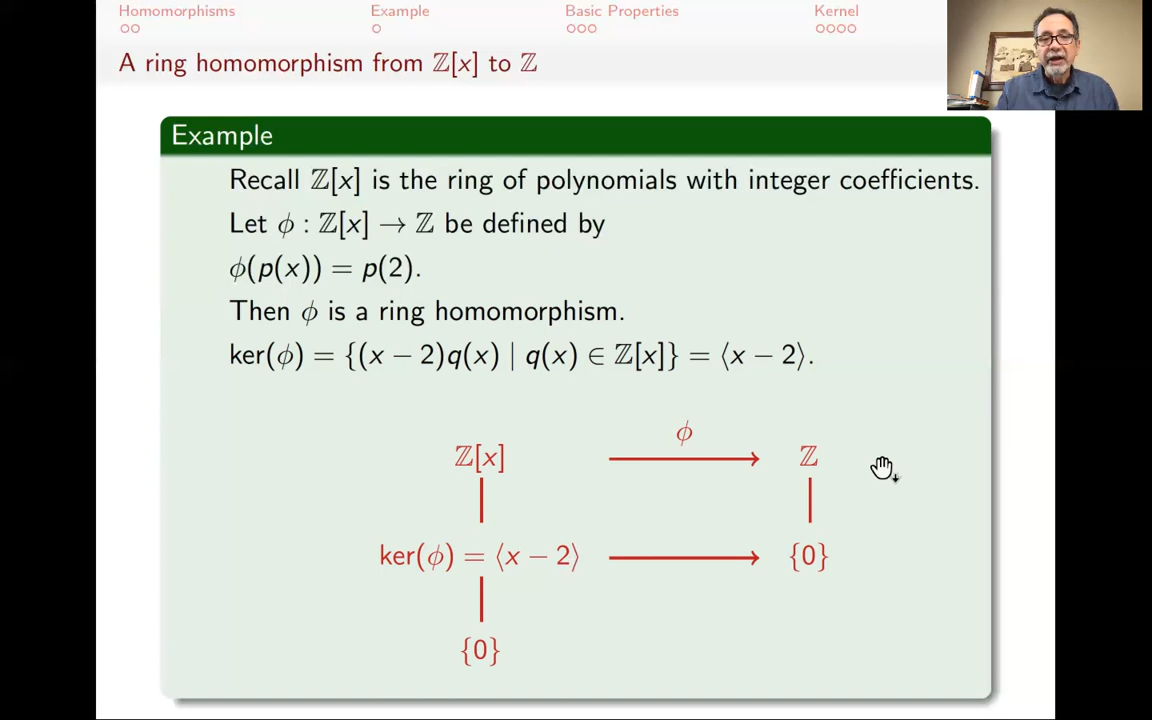 Homomorphisms Example Basic Properties Kernel
A ring homomorphism from ℤ[x] to ℤ
Example
Recall ℤ[x] is the ring of polynomials with integer coefficients.
Let ϕ : ℤ[x] → ℤ be defined by
ϕ(p(x)) = p(2).
Then ϕ is a ring homomorphism.
ker(ϕ) = {(x − 2)q(x) | q(x) ∈ ℤ[x]} = ⟨x − 2⟩.
ϕ
ℤ[x] ℤ
ker(ϕ) = ⟨x − 2⟩ {0}
{0}